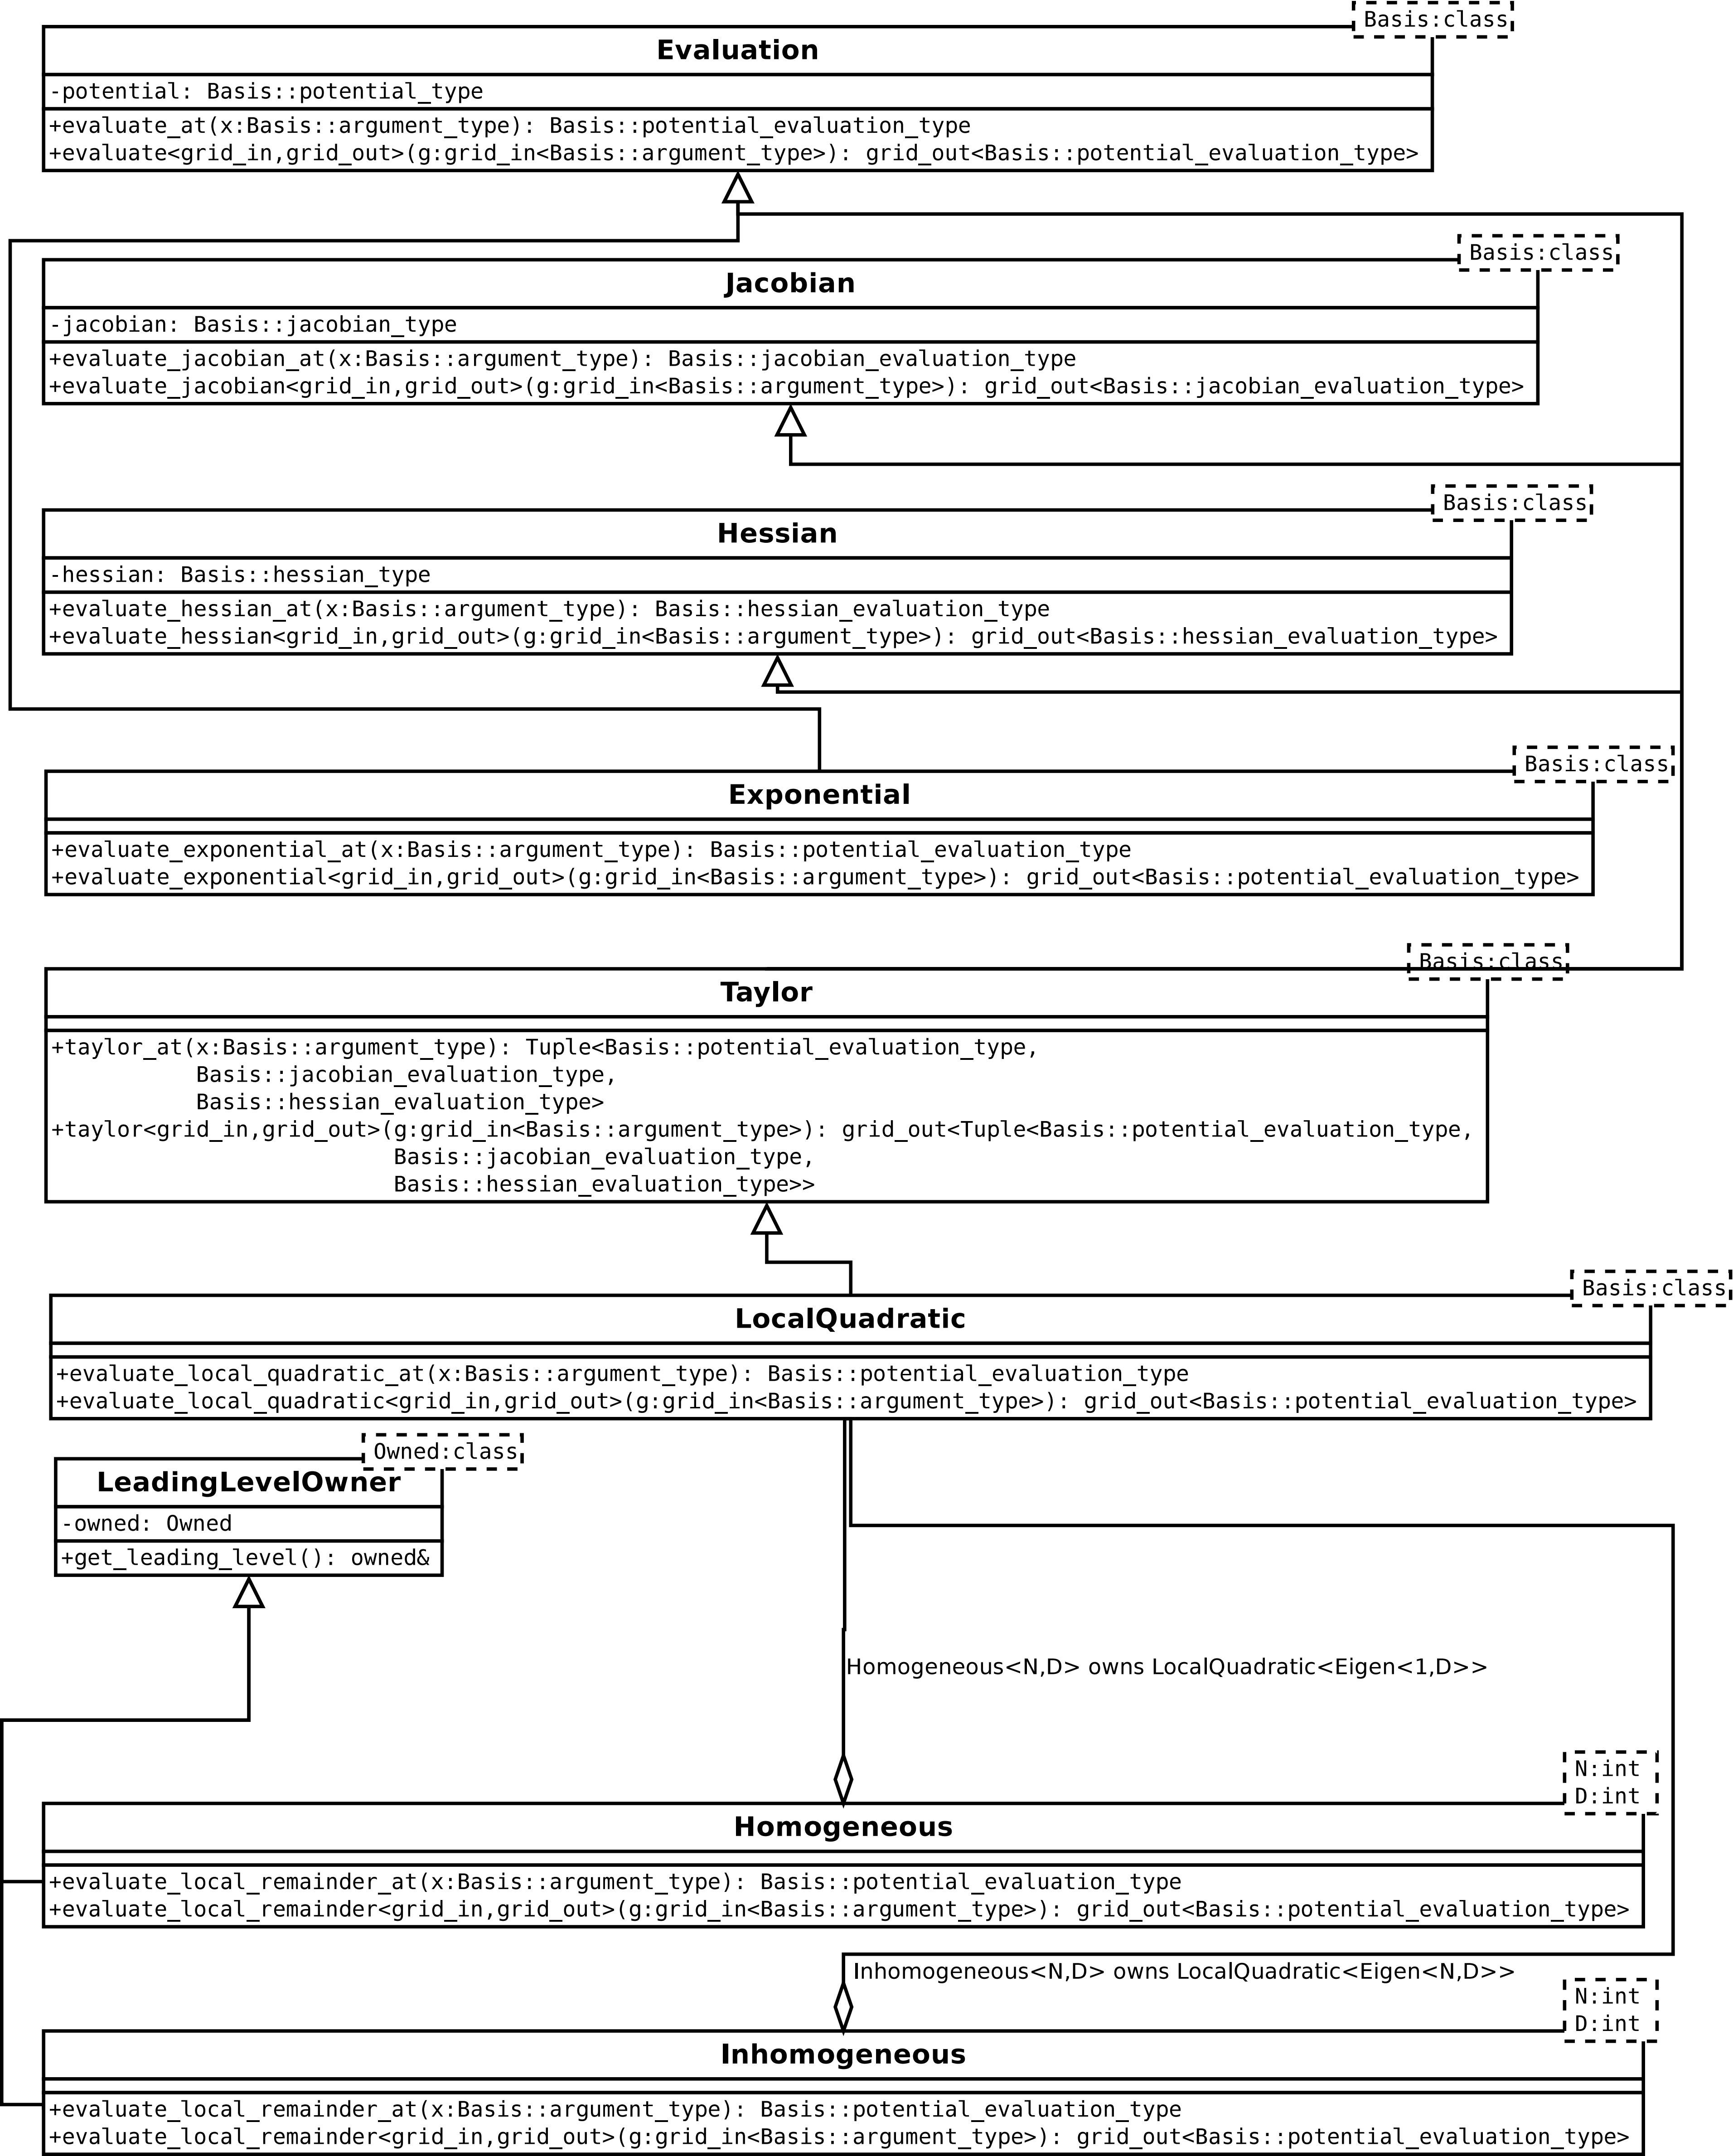 Basis:class
Evaluation
-potential: Basis::potential_type
+evaluate_at(x:Basis::argument_type): Basis::potential_evaluation_type
+evaluate<grid_in,grid_out>(g:grid_in<Basis::argument_type>): grid_out<Basis::potential_evaluation_type>
Basis:class
Jacobian
-jacobian: Basis::jacobian_type
+evaluate_jacobian_at(x:Basis::argument_type): Basis::jacobian_evaluation_type
+evaluate_jacobian<grid_in,grid_out>(g:grid_in<Basis::argument_type>): grid_out<Basis::jacobian_evaluation_type>
Basis:class
Hessian
-hessian: Basis::hessian_type
+evaluate_hessian_at(x:Basis::argument_type): Basis::hessian_evaluation_type
+evaluate_hessian<grid_in,grid_out>(g:grid_in<Basis::argument_type>): grid_out<Basis::hessian_evaluation_type>
Basis:class
Exponential
+evaluate_exponential_at(x:Basis::argument_type): Basis::potential_evaluation_type
+evaluate_exponential<grid_in,grid_out>(g:grid_in<Basis::argument_type>): grid_out<Basis::potential_evaluation_type>
Basis:class
Taylor
+taylor_at(x:Basis::argument_type): Tuple<Basis::potential_evaluation_type,
Basis::jacobian_evaluation_type,
Basis::hessian_evaluation_type>
+taylor<grid_in,grid_out>(g:grid_in<Basis::argument_type>): grid_out<Tuple<Basis::potential_evaluation_type,
Basis::jacobian_evaluation_type,
Basis::hessian_evaluation_type>>
Basis:class
LocalQuadratic
+evaluate_local_quadratic_at(x:Basis::argument_type): Basis::potential_evaluation_type
+evaluate_local_quadratic<grid_in,grid_out>(g:grid_in<Basis::argument_type>): grid_out<Basis::potential_evaluation_type>
Owned:class
LeadingLevelOwner
-owned: Owned
+get_leading_level(): owned&
Homogeneous<N,D> owns LocalQuadratic<Eigen<1,D>>
N:int
D:int
Homogeneous
+evaluate_local_remainder_at(x:Basis::argument_type): Basis::potential_evaluation_type
+evaluate_local_remainder<grid_in,grid_out>(g:grid_in<Basis::argument_type>): grid_out<Basis::potential_evaluation_type>
Inhomogeneous<N,D> owns LocalQuadratic<Eigen<N,D>>
N:int
D:int
Inhomogeneous
+evaluate_local_remainder_at(x:Basis::argument_type): Basis::potential_evaluation_type
+evaluate_local_remainder<grid_in,grid_out>(g:grid_in<Basis::argument_type>): grid_out<Basis::potential_evaluation_type>